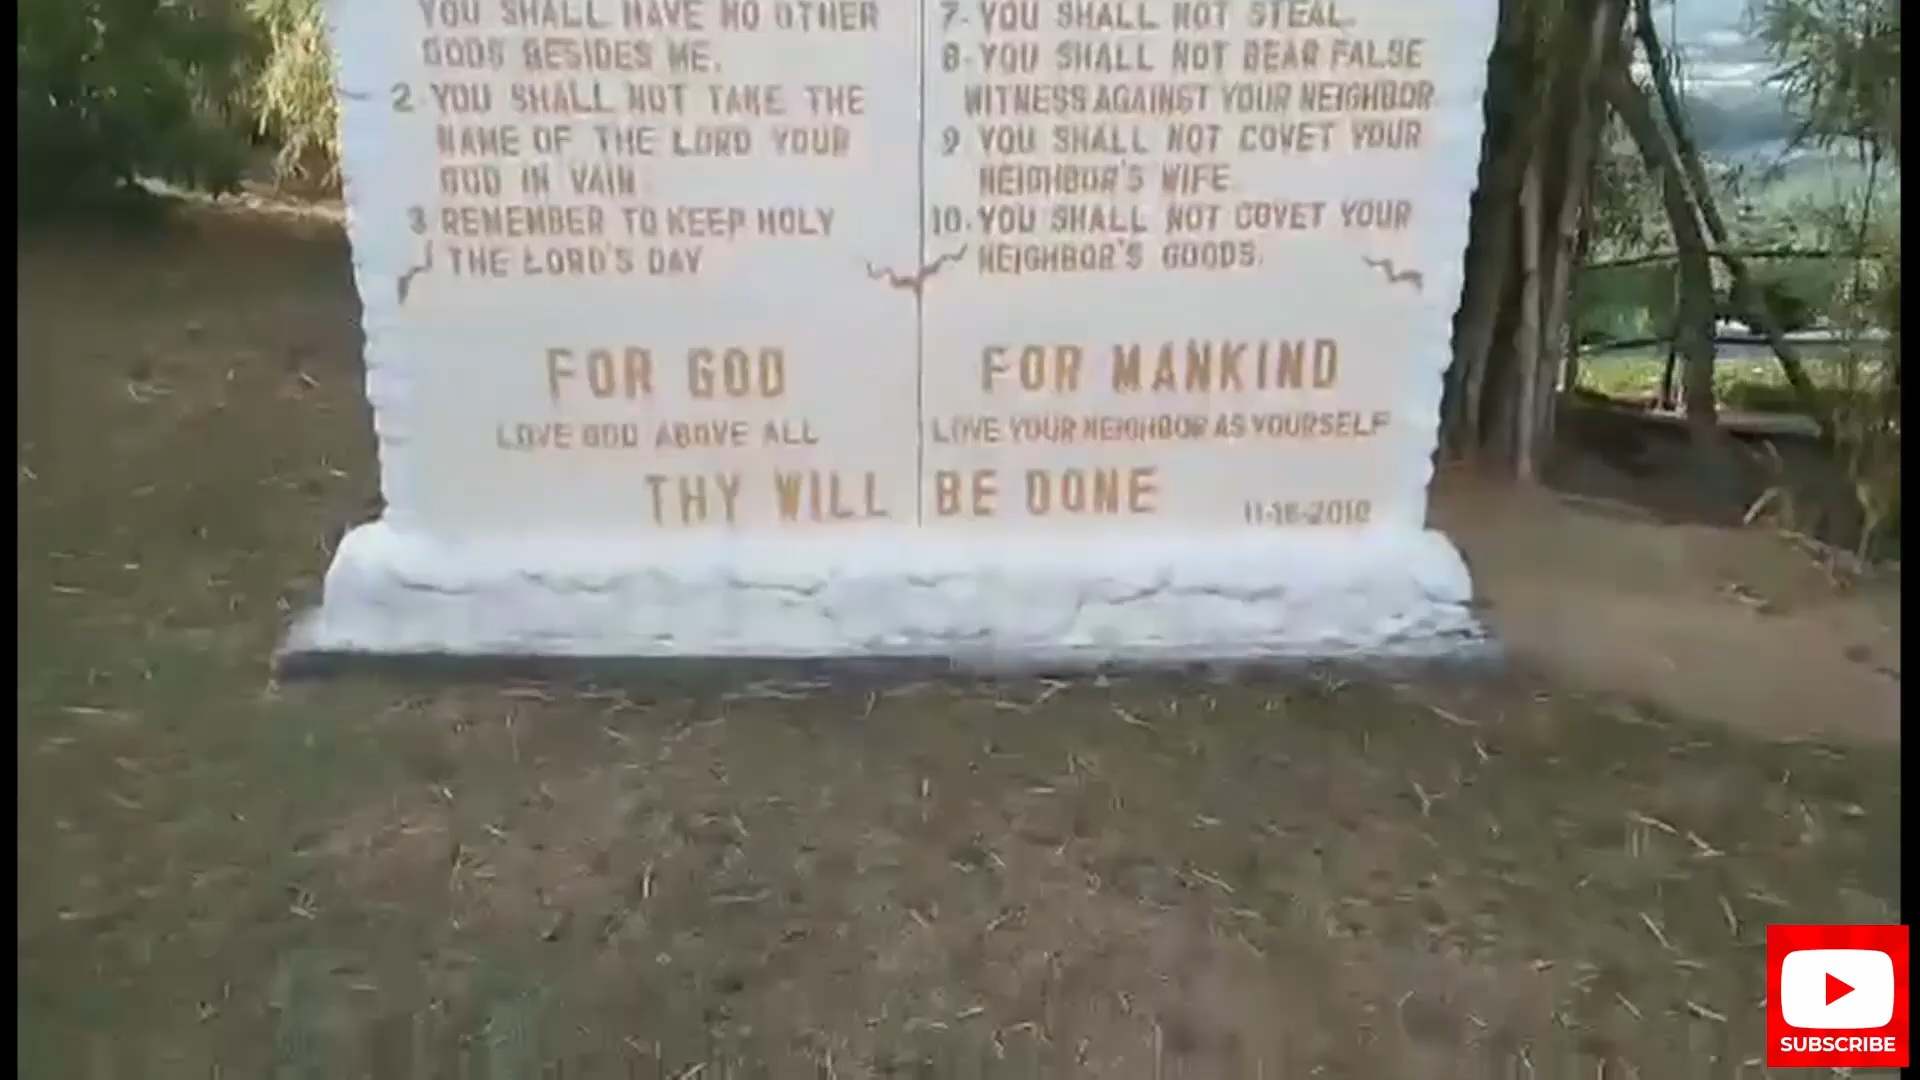 YOU SHALL HAVE NO OTHER
GODS BESIDES ME.
2. YOU SHALL NOT TAKE THE
NAME OF THE LORD YOUR
GOD IN VAIN
3 REMEMBER TO KEEP HOLY
THE LORD'S DAY
7. YOU SHALL NOT STEAL.
8. YOU SHALL NOT BEAR FALSE
WITNESS AGAINST YOUR NEIGHBOR
9 YOU SHALL NOT COVET YOUR
NEIGHBOR'S WIFE.
10. YOU SHALL NOT COVET YOUR
NEIGHBOR'S GOODS.
FOR GOD
LOVE GOD ABOVE ALL
FOR MANKIND
LOVE YOUR NEIGHBOR AS YOURSELF
THY WILL BE DONE
SUBSCRIBE